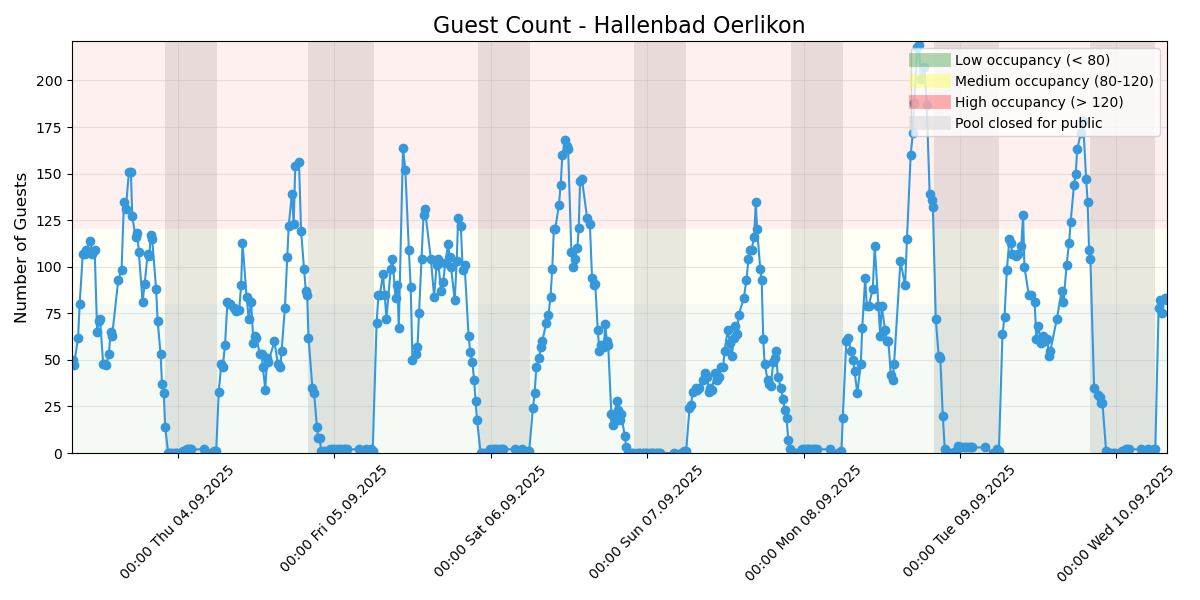 Guest Count - Hallenbad Oerlikon
Low occupancy (< 80)
Medium occupancy (80-120)
High occupancy (> 120)
Pool closed for public
Number of Guests
200
175
150
125
100
75
50
25
0
00:00 Thu 04.09.2025
00:00 Fri 05.09.2025
00:00 Sat 06.09.2025
00:00 Sun 07.09.2025
00:00 Mon 08.09.2025
00:00 Tue 09.09.2025
00:00 Wed 10.09.2025